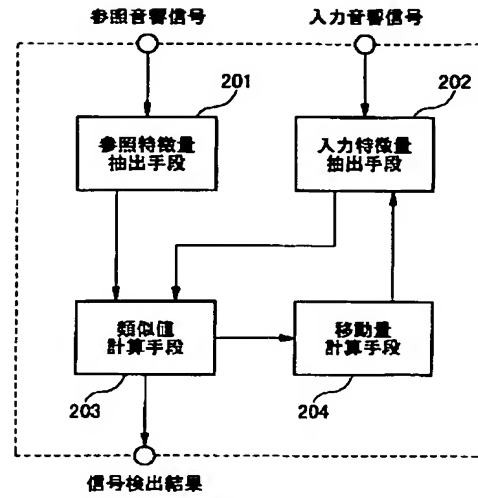 参照音響信号
入力音響信号
201
202
参照特徴量
抽出手段
入力特徴量
抽出手段
類似値
計算手段
移動量
計算手段
203
204
信号検出結果